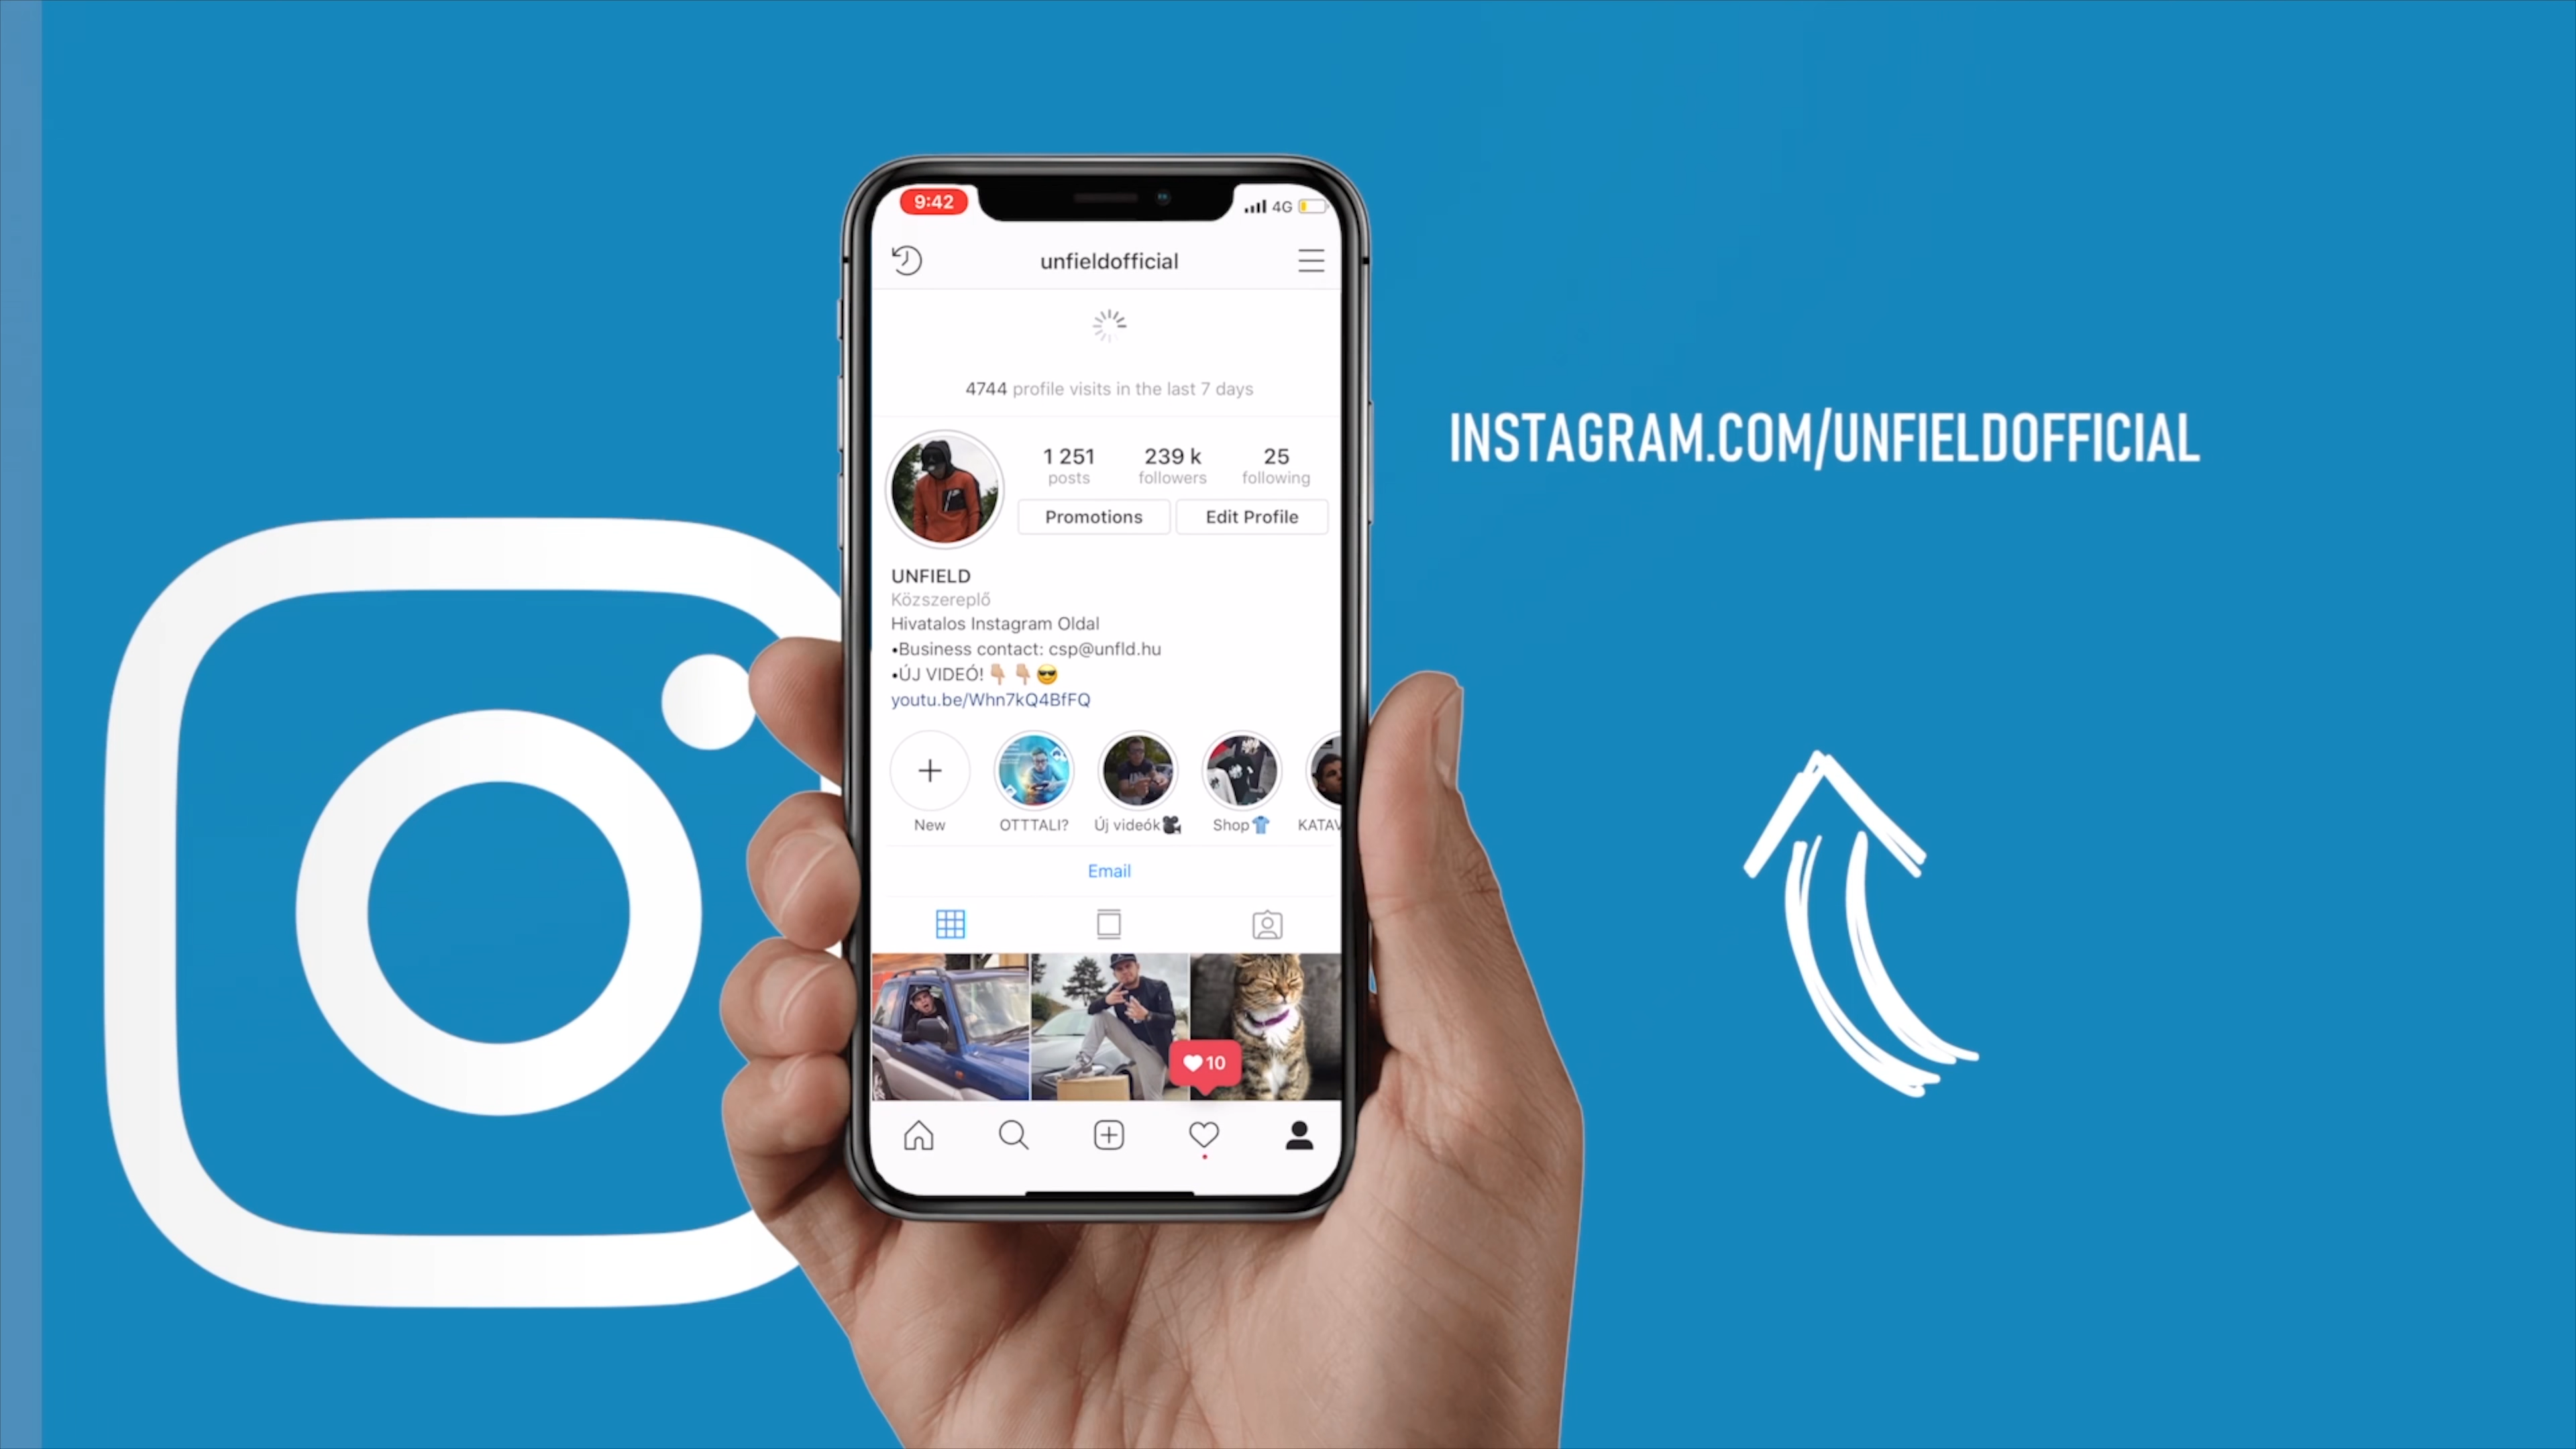 9:42
4G
unfieldofficial
4744 profile visits in the last 7 days
1 251 239 k 25
posts followers following
Promotions Edit Profile
UNFIELD
Közszereplő
Hivatalos Instagram Oldal
•Business contact: csp@unfld.hu
•ÚJ VIDEÓ!👇🏼👇🏼😎
youtu.be/Whn7kQ4BfFQ
New OTTTALI? Új videók🎥 Shop👕 KATAV
Email
10
INSTAGRAM.COM/UNFIELDOFFICIAL